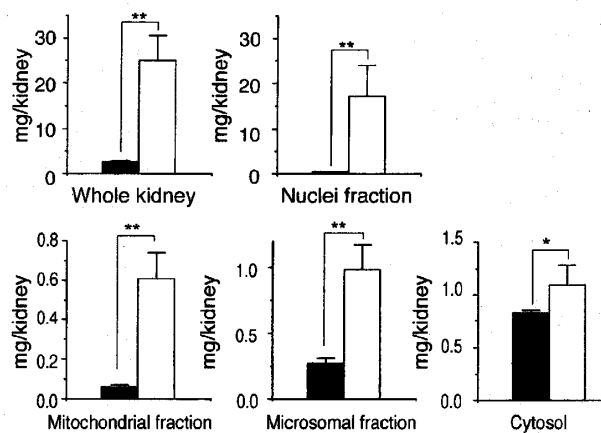 **
30
20
10
0
mg/kidney
Whole kidney
**
30
20
10
0
mg/kidney
Nuclei fraction
**
0.8
0.6
0.4
0.2
0.0
mg/kidney
Mitochondrial fraction
**
1.0
0.5
0.0
mg/kidney
Microsomal fraction
*
1.5
1.0
0.5
0.0
mg/kidney
Cytosol